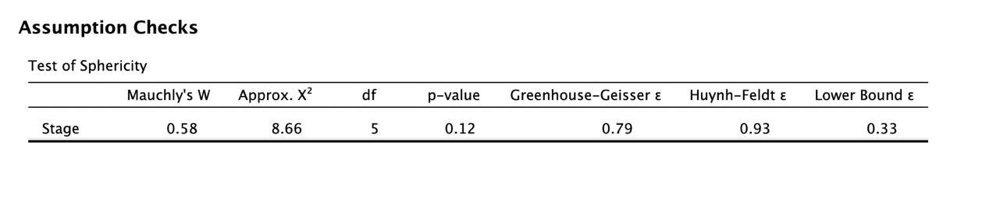 Assumption Checks
Test of Sphericity
Mauchly's W Approx. X² df p-value Greenhouse-Geisser ε Huynh-Feldt ε Lower Bound ε
Stage 0.58 8.66 5 0.12 0.79 0.93 0.33